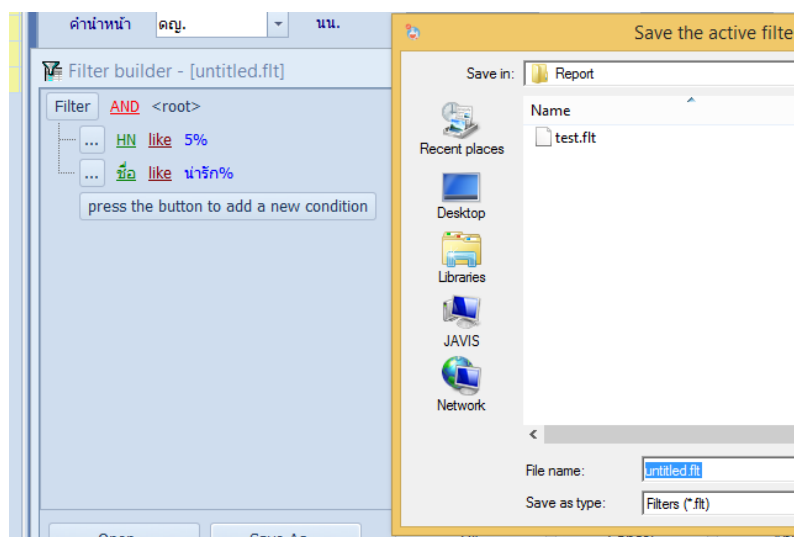 คำนำหน้า ดญ. นน.
Filter builder - [untitled.flt]
Filter AND <root>
... HN like 5%
... ชื่อ like น่ารัก%
press the button to add a new condition
Open Save As
Save the active filte
Save in: Report
Name
test.flt
Recent places
Desktop
Libraries
JAVIS
Network
File name: untitled.flt
Save as type: Filters (*.flt)